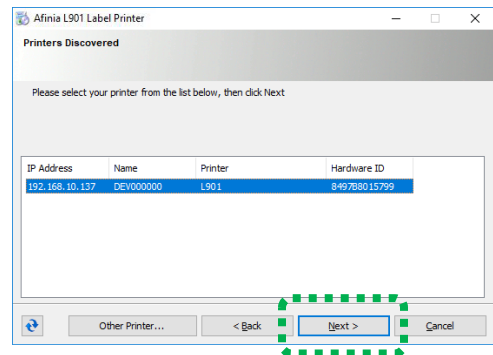 Afinia L901 Label Printer
Printers Discovered
Please select your printer from the list below, then click Next
IP Address Name Printer Hardware ID
192.168.10.137 DEV000000 L901 8497B8015799
Other Printer... < Back Next > Cancel